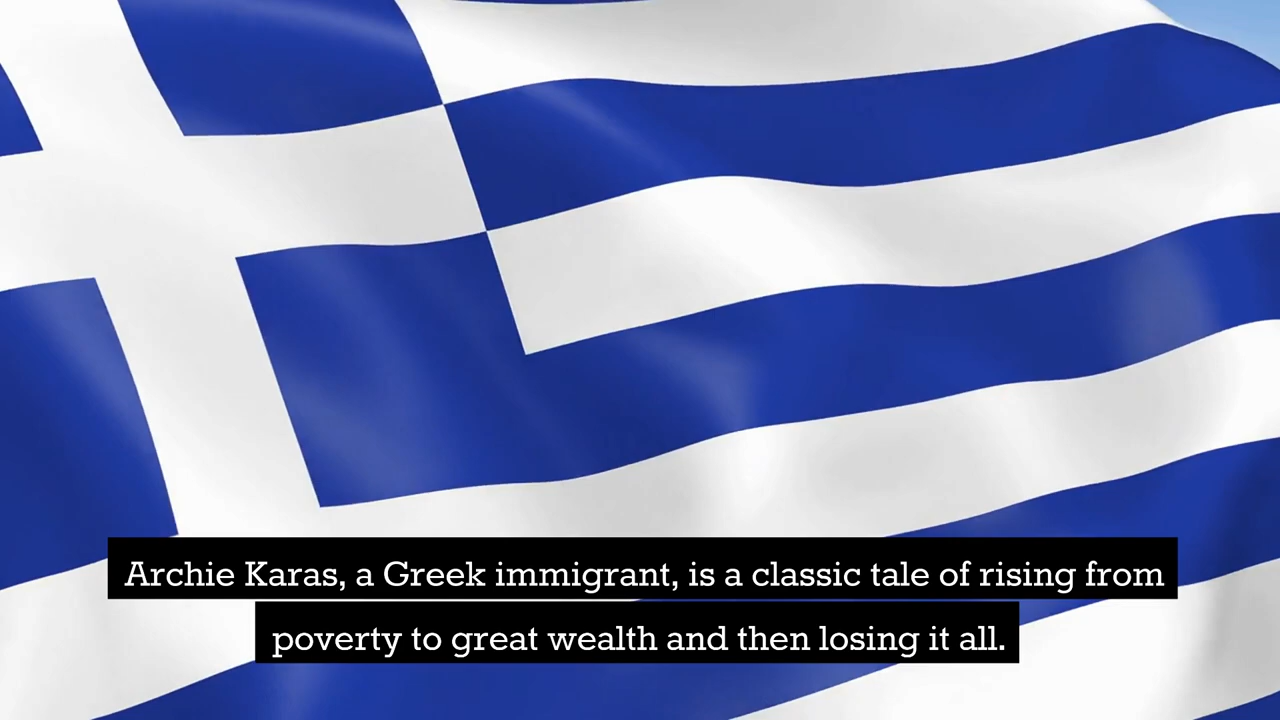 Archie Karas, a Greek immigrant, is a classic tale of rising from
poverty to great wealth and then losing it all.